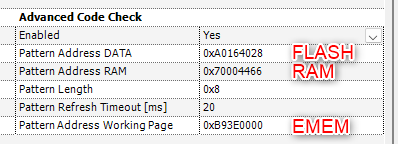 Advanced Code Check
Enabled Yes
Pattern Address DATA 0xA0164028 FLASH
Pattern Address RAM 0x70004466 RAM
Pattern Length 0x8
Pattern Refresh Timeout [ms] 20
Pattern Address Working Page 0xB93E0000 EMEM